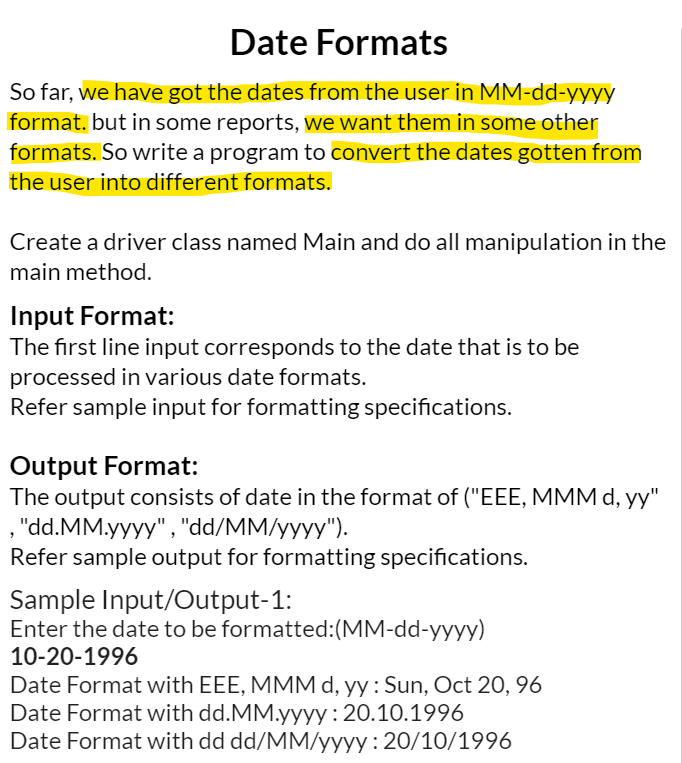 Date Formats
So far, we have got the dates from the user in MM-dd-yyyy
format. but in some reports, we want them in some other
formats. So write a program to convert the dates gotten from
the user into different formats.
Create a driver class named Main and do all manipulation in the
main method.
Input Format:
The first line input corresponds to the date that is to be
processed in various date formats.
Refer sample input for formatting specifications.
Output Format:
The output consists of date in the format of ("EEE, MMM d, yy"
, "dd.MM.yyyy" , "dd/MM/yyyy").
Refer sample output for formatting specifications.
Sample Input/Output-1:
Enter the date to be formatted:(MM-dd-yyyy)
10-20-1996
Date Format with EEE, MMM d, yy : Sun, Oct 20, 96
Date Format with dd.MM.yyyy : 20.10.1996
Date Format with dd dd/MM/yyyy : 20/10/1996